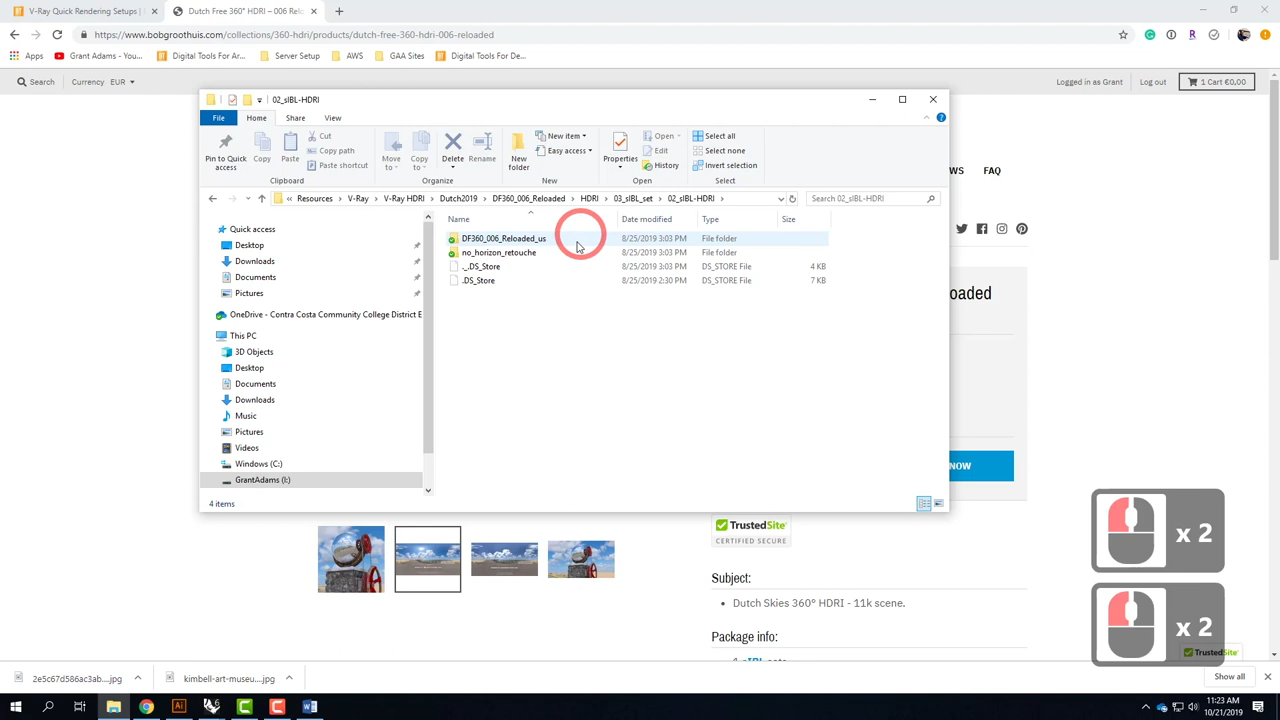 V-Ray Quick Rendering Setups |
Dutch Free 360° HDRI – 006 Relo
https://www.bobgroothuis.com/collections/360-hdri/products/dutch-free-360-hdri-006-reloaded
Apps
Grant Adams - You...
Digital Tools For Ar...
Server Setup
AWS
GAA Sites
Digital Tools For De...
Search
Currency EUR
Logged in as Grant
Log out
1 Cart €0,00
02_sIBL-HDRI
File
Home
Share
View
Pin to Quick access
Copy
Paste
Cut
Copy path
Paste shortcut
Clipboard
Move to
Copy to
Delete
Rename
Organize
New folder
New item
Easy access
New
Properties
Open
Edit
History
Open
Select all
Select none
Invert selection
Select
Resources > V-Ray > V-Ray HDRI > Dutch2019 > DF360_006_Reloaded > HDRI > 03_sIBL_set > 02_sIBL-HDRI >
Search 02_sIBL-HDRI
WS
FAQ
Quick access
Desktop
Downloads
Documents
Pictures
OneDrive - Contra Costa Community College District E
This PC
3D Objects
Desktop
Documents
Downloads
Music
Pictures
Videos
Windows (C:)
GrantAdams (I:)
Name Date modified Type Size
DF360_006_Reloaded_us 8/25/2019 3:03 PM File folder
no_horizon_retouche 8/25/2019 3:03 PM File folder
._.DS_Store 8/25/2019 3:03 PM DS_STORE File 4 KB
.DS_Store 8/25/2019 2:30 PM DS_STORE File 7 KB
4 items
oaded
NOW
TrustedSite
CERTIFIED SECURE
Subject:
Dutch Skies 360° HDRI - 11k scene.
Package info:
x 2
x 2
TrustedSite
2e5c67d586ac3ab....jpg
kimbell-art-museu....jpg
Show all
11:23 AM
10/21/2019